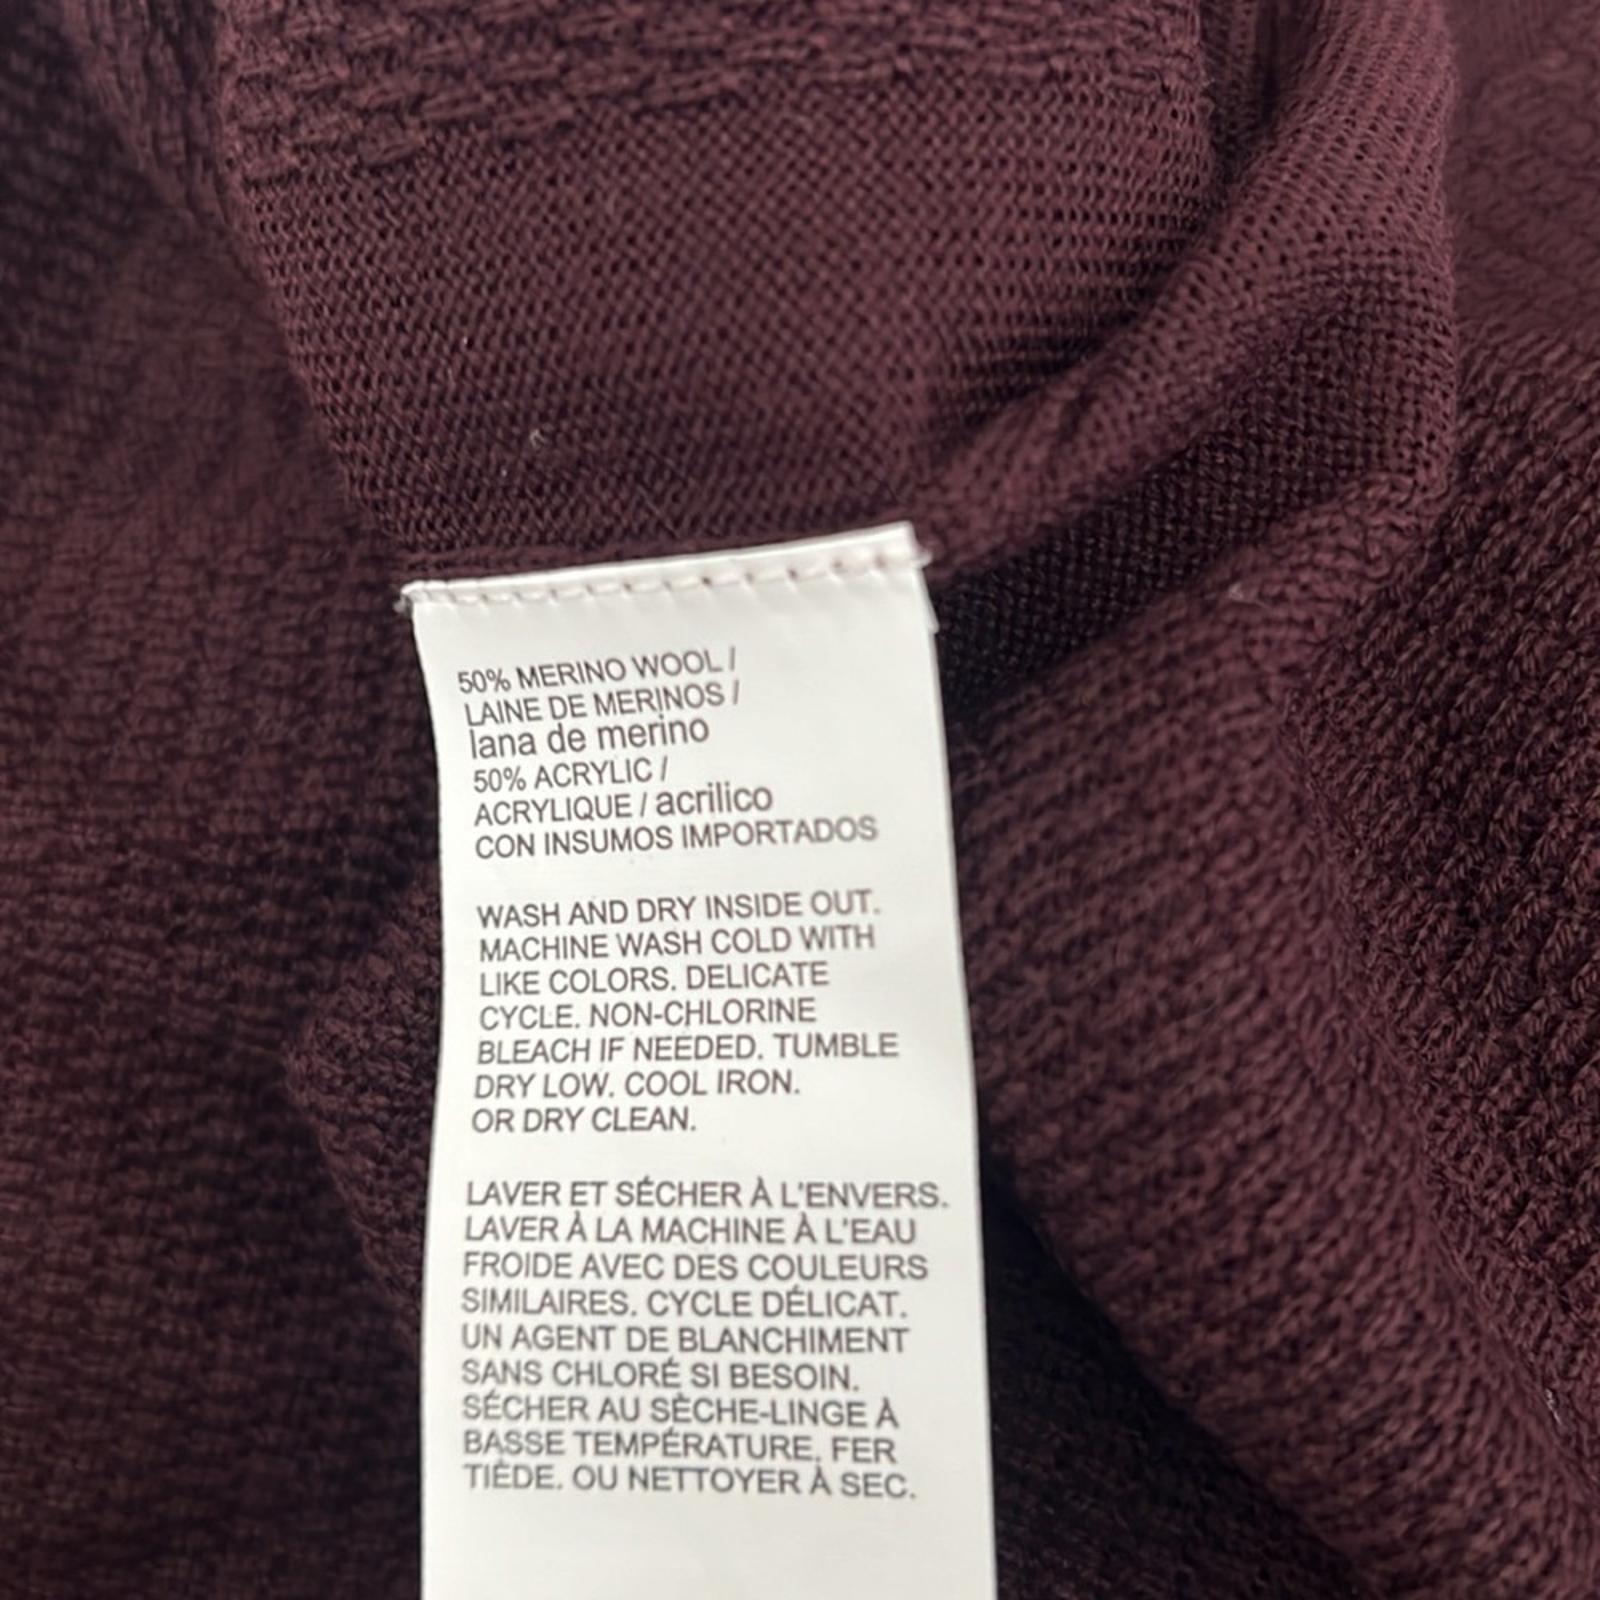 50% MERINO WOOL /
LAINE DE MERINOS /
lana de merino
50% ACRYLIC /
ACRYLIQUE / acrilico
CON INSUMOS IMPORTADOS
WASH AND DRY INSIDE OUT.
MACHINE WASH COLD WITH
LIKE COLORS. DELICATE
CYCLE. NON-CHLORINE
BLEACH IF NEEDED. TUMBLE
DRY LOW. COOL IRON.
OR DRY CLEAN.
LAVER ET SÉCHER À L'ENVERS.
LAVER À LA MACHINE À L'EAU
FROIDE AVEC DES COULEURS
SIMILAIRES. CYCLE DÉLICAT.
UN AGENT DE BLANCHIMENT
SANS CHLORÉ SI BESOIN.
SÉCHER AU SÈCHE-LINGE À
BASSE TEMPÉRATURE. FER
TIÈDE. OU NETTOYER À SEC.